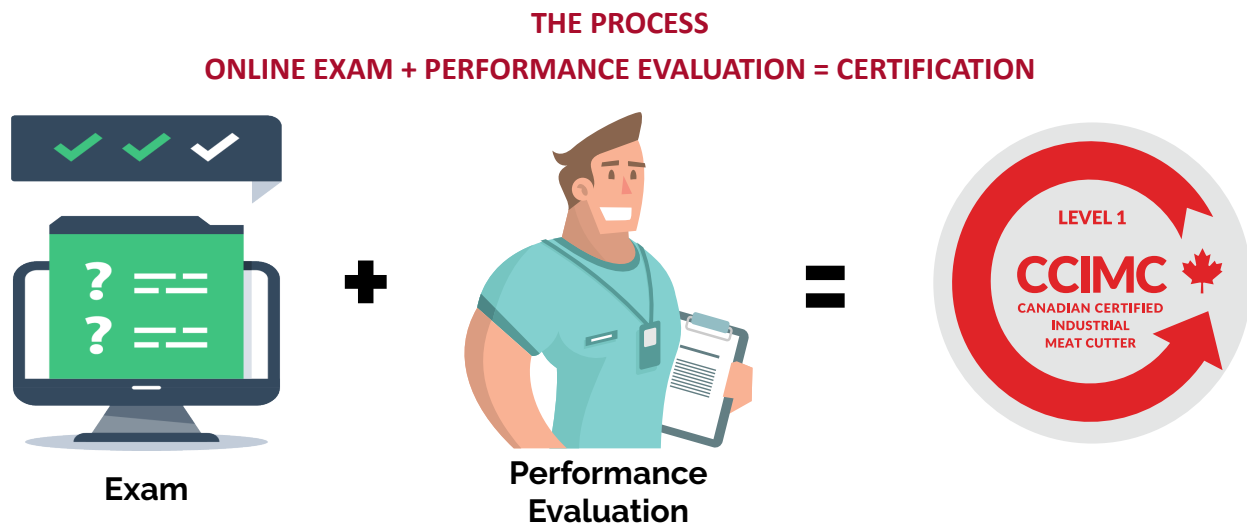 THE PROCESS
ONLINE EXAM + PERFORMANCE EVALUATION = CERTIFICATION
? 
?
+
=
LEVEL 1
CCIMC
CANADIAN CERTIFIED
INDUSTRIAL
MEAT CUTTER
Exam
Performance
Evaluation